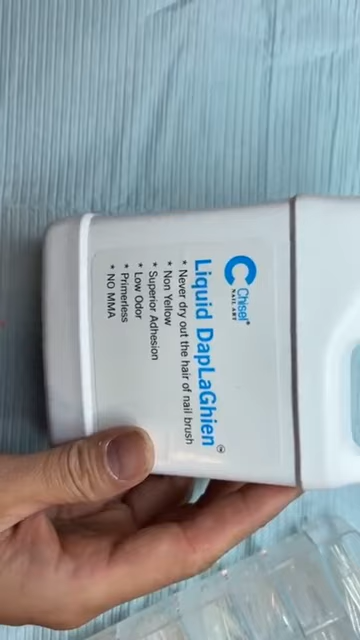 Chisel®
NAIL ART
Liquid DapLaGhien™
* Never dry out the hair of nail brush
* Non Yellow
* Superior Adhesion
* Low Odor
* Primerless
* NO MMA